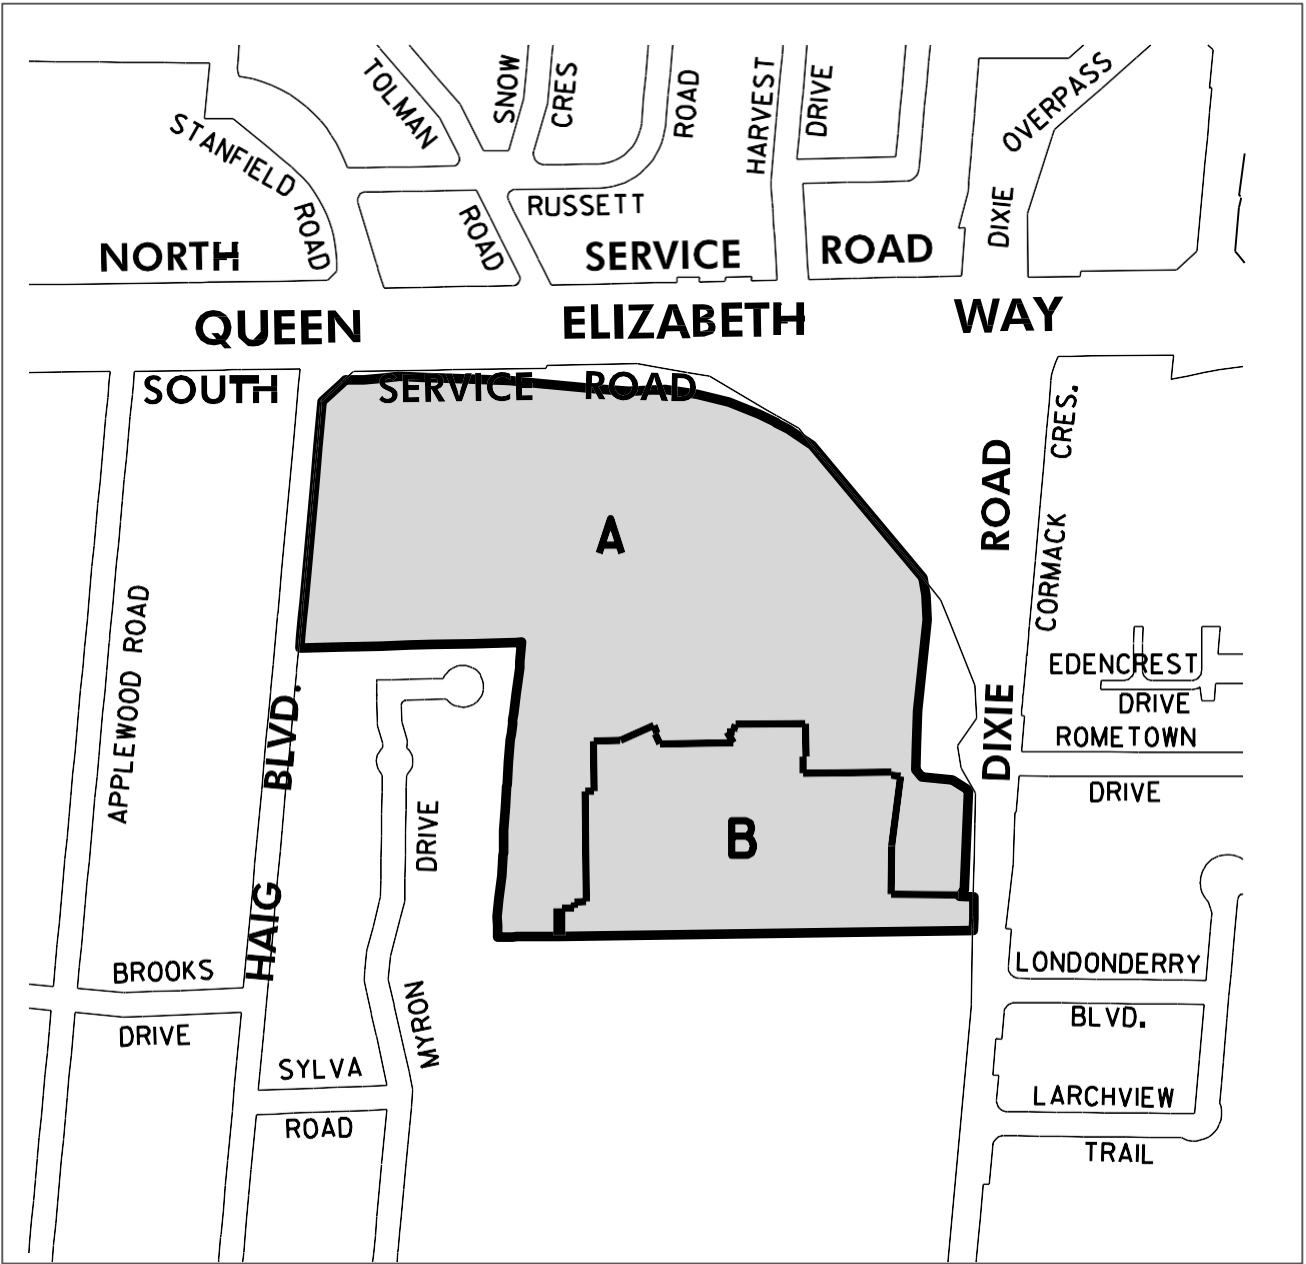 TOLMAN
SNOW
CRES
ROAD
HARVEST
DRIVE
OVERPASS
STANFIELD ROAD
RUSSETT
ROAD
DIXIE
NORTH SERVICE ROAD
QUEEN ELIZABETH WAY
SOUTH SERVICE ROAD
CORMACK CRES.
DIXIE ROAD
A
APPLEWOOD ROAD
HAIG BLVD.
EDENCREST
DRIVE
ROMETOWN
DRIVE
B
MYRON DRIVE
BROOKS
DRIVE
LONDONDERRY
BLVD.
SYLVA
ROAD
LARCHVIEW
TRAIL